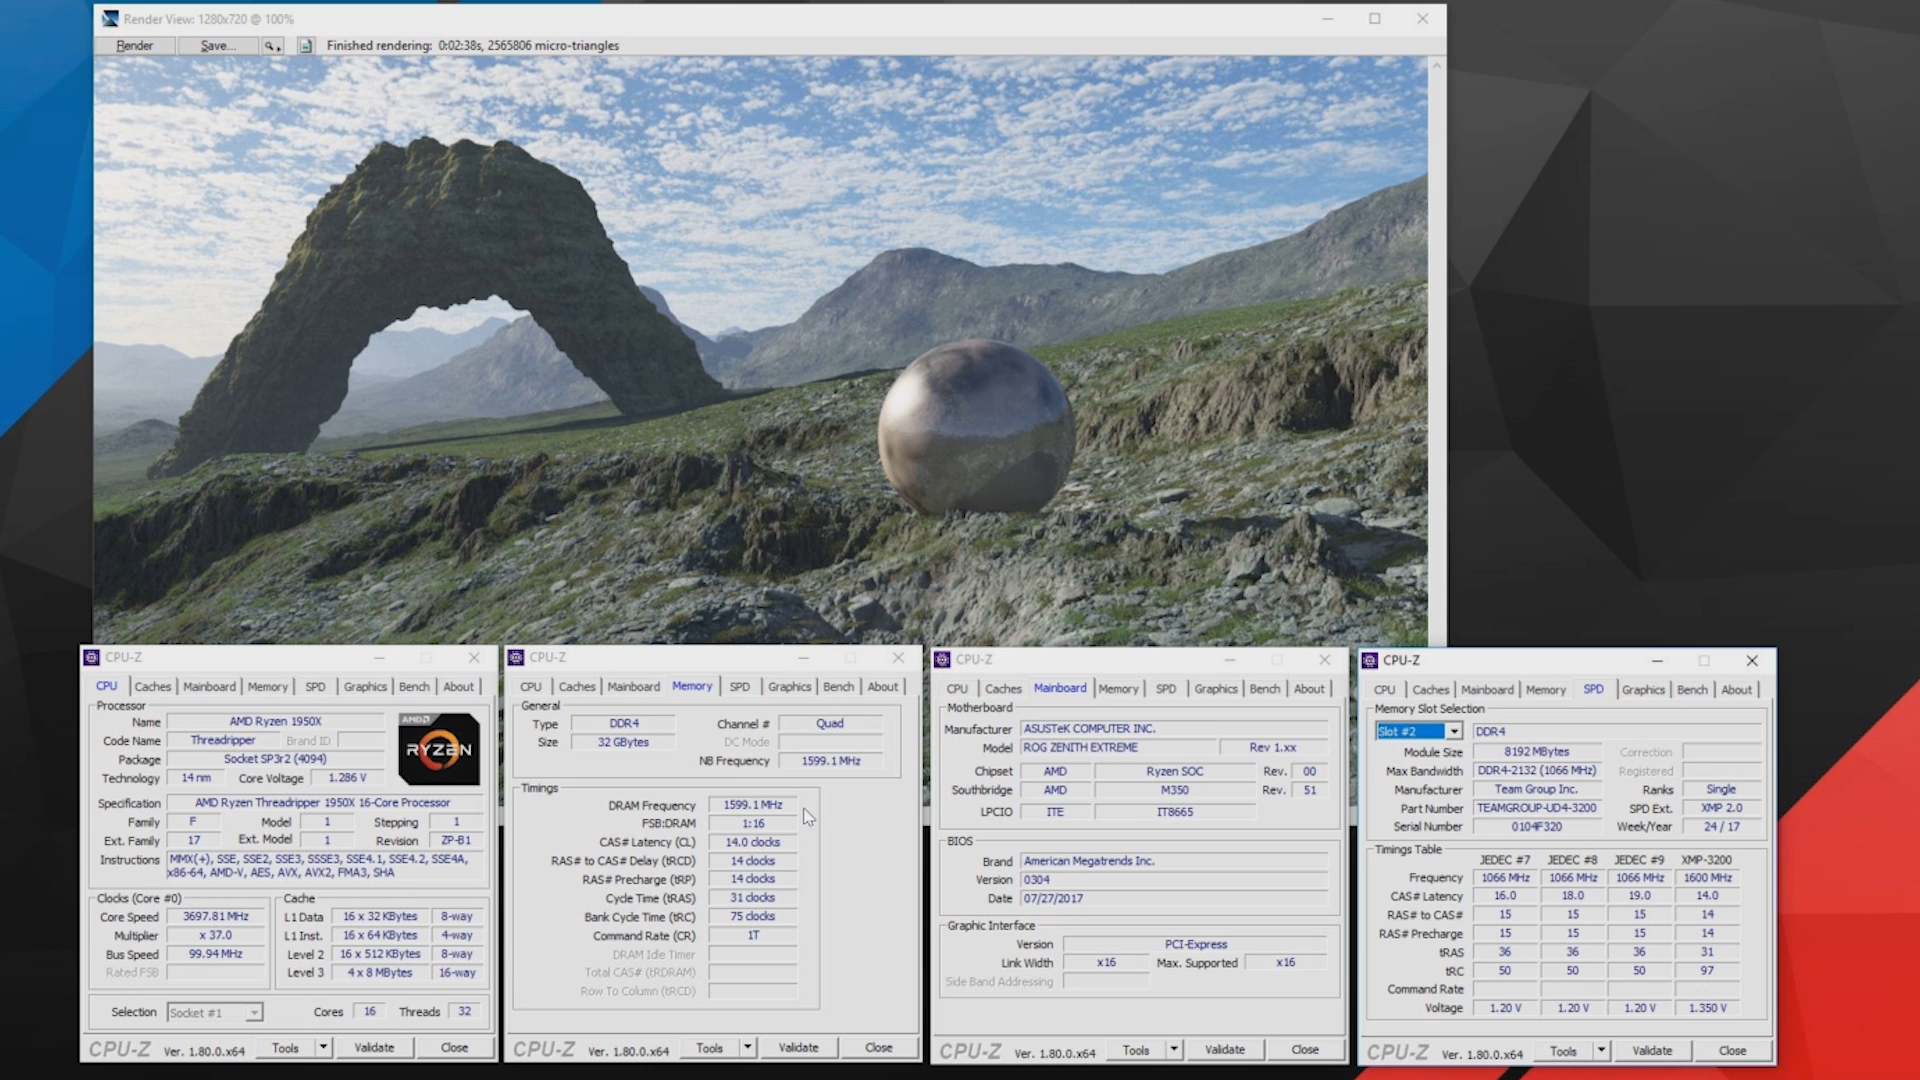 Render View: 1280x720 @ 100%
Render Save... Finished rendering: 0:02:38s, 2565806 micro-triangles
CPU-Z
CPU Caches Mainboard Memory SPD Graphics Bench About
Processor
Name AMD Ryzen 1950X
Code Name Threadripper Brand ID
Package Socket SP3r2 (4094)
Technology 14 nm Core Voltage 1.286 V
AMD RYZEN
Specification AMD Ryzen Threadripper 1950X 16-Core Processor
Family F Model 1 Stepping 1
Ext. Family 17 Ext. Model 1 Revision ZP-B1
Instructions MMX(+), SSE, SSE2, SSE3, SSSE3, SSE4.1, SSE4.2, SSE4A,
x86-64, AMD-V, AES, AVX, AVX2, FMA3, SHA
Clocks (Core #0)
Core Speed 3697.81 MHz
Multiplier x 37.0
Bus Speed 99.94 MHz
Rated FSB
Cache
L1 Data 16 x 32 KBytes 8-way
L1 Inst. 16 x 64 KBytes 4-way
Level 2 16 x 512 KBytes 8-way
Level 3 4 x 8 MBytes 16-way
Selection Socket #1 Cores 16 Threads 32
CPU-Z Ver. 1.80.0.x64 Tools Validate Close
CPU-Z
CPU Caches Mainboard Memory SPD Graphics Bench About
General
Type DDR4 Channel # Quad
Size 32 GBytes DC Mode
NB Frequency 1599.1 MHz
Timings
DRAM Frequency 1599.1 MHz
FSB:DRAM 1:16
CAS# Latency (CL) 14.0 clocks
RAS# to CAS# Delay (tRCD) 14 clocks
RAS# Precharge (tRP) 14 clocks
Cycle Time (tRAS) 31 clocks
Bank Cycle Time (tRC) 75 clocks
Command Rate (CR) 1T
DRAM Idle Timer
Total CAS# (tRDRAM)
Row To Column (tRCD)
CPU-Z Ver. 1.80.0.x64 Tools Validate Close
CPU-Z
CPU Caches Mainboard Memory SPD Graphics Bench About
Motherboard
Manufacturer ASUSTeK COMPUTER INC.
Model ROG ZENITH EXTREME Rev 1.xx
Chipset AMD Ryzen SOC Rev. 00
Southbridge AMD M350 Rev. 51
LPCIO ITE IT8665
BIOS
Brand American Megatrends Inc.
Version 0304
Date 07/27/2017
Graphic Interface
Version PCI-Express
Link Width x16 Max. Supported x16
Side Band Addressing
CPU-Z Ver. 1.80.0.x64 Tools Validate Close
CPU-Z
CPU Caches Mainboard Memory SPD Graphics Bench About
Memory Slot Selection
Slot #2 DDR4
Module Size 8192 MBytes Correction
Max Bandwidth DDR4-2132 (1066 MHz) Registered
Manufacturer Team Group Inc. Ranks Single
Part Number TEAMGROUP-UD4-3200 SPD Ext. XMP 2.0
Serial Number 0104F320 Week/Year 24 / 17
Timings Table
JEDEC #7 JEDEC #8 JEDEC #9 XMP-3200
Frequency 1066 MHz 1066 MHz 1066 MHz 1600 MHz
CAS# Latency 16.0 18.0 19.0 14.0
RAS# to CAS# 15 15 15 14
RAS# Precharge 15 15 15 14
tRAS 36 36 36 31
tRC 50 50 50 97
Command Rate
Voltage 1.20 V 1.20 V 1.20 V 1.350 V
CPU-Z Ver. 1.80.0.x64 Tools Validate Close